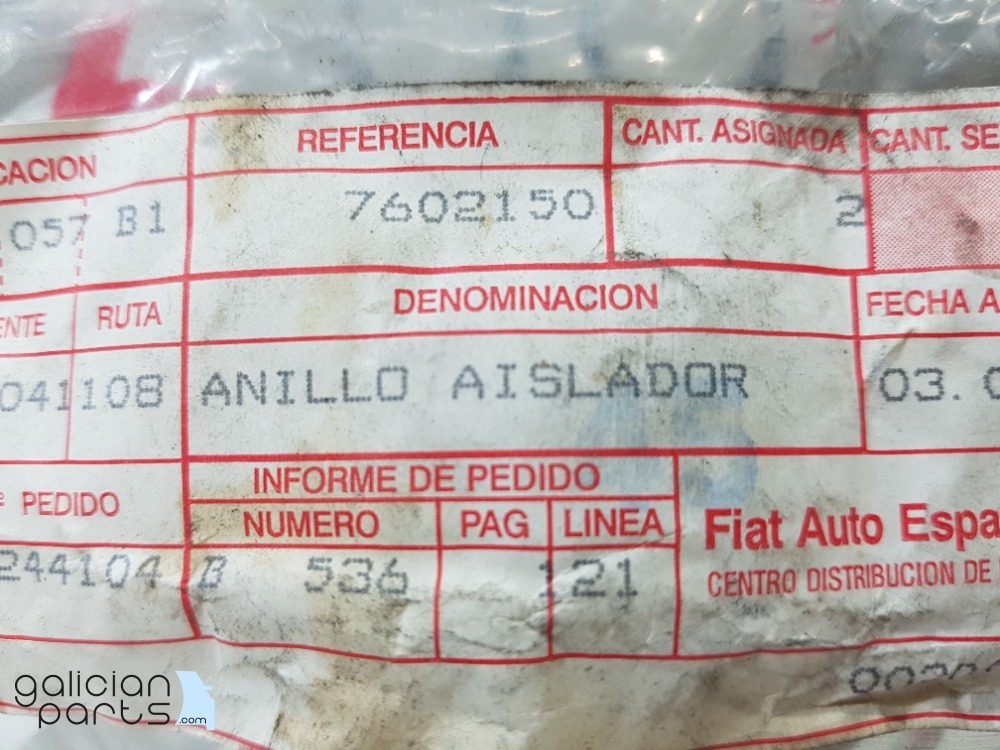 CACION REFERENCIA CANT. ASIGNADA CANT. SE
057 B1 7602150 2
ENTE RUTA DENOMINACION FECHA A
041108 ANILLO AISLADOR 03.
º PEDIDO INFORME DE PEDIDO
NUMERO PAG LINEA Fiat Auto Espa
244104 B 536 121 CENTRO DISTRIBUCION DE
galician
parts.com